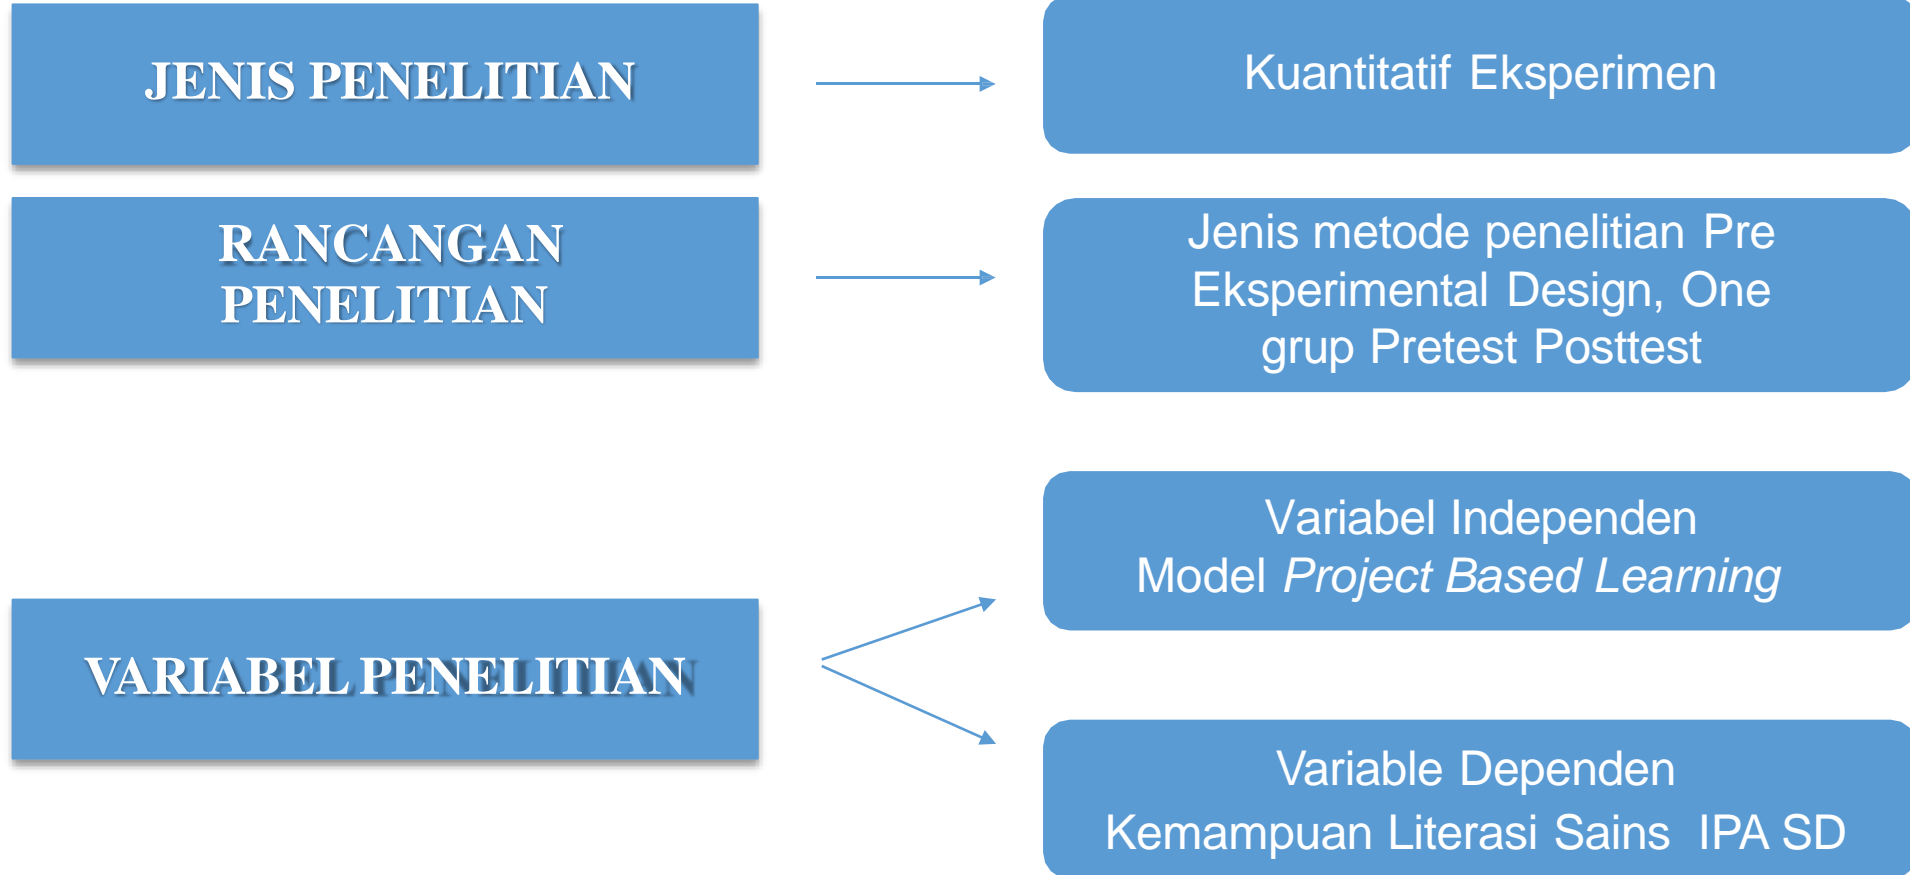 JENIS PENELITIAN
Kuantitatif Eksperimen
RANCANGAN
PENELITIAN
Jenis metode penelitian Pre
Eksperimental Design, One
grup Pretest Posttest
VARIABEL PENELITIAN
Variabel Independen
Model Project Based Learning
Variable Dependen
Kemampuan Literasi Sains IPA SD